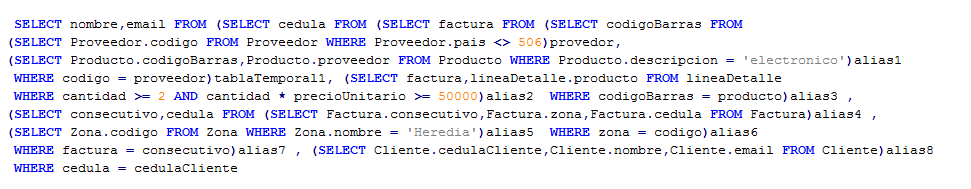 SELECT nombre,email FROM (SELECT cedula FROM (SELECT factura FROM (SELECT codigoBarras FROM
(SELECT Proveedor.codigo FROM Proveedor WHERE Proveedor.pais <> 506)provedor,
(SELECT Producto.codigoBarras,Producto.proveedor FROM Producto WHERE Producto.descripcion = 'electronico')alias1
WHERE codigo = proveedor)tablaTemporal1, (SELECT factura,lineaDetalle.producto FROM lineaDetalle
WHERE cantidad >= 2 AND cantidad * precioUnitario >= 50000)alias2  WHERE codigoBarras = producto)alias3 ,
(SELECT consecutivo,cedula FROM (SELECT Factura.consecutivo,Factura.zona,Factura.cedula FROM Factura)alias4 ,
(SELECT Zona.codigo FROM Zona WHERE Zona.nombre = 'Heredia')alias5  WHERE zona = codigo)alias6
WHERE factura = consecutivo)alias7 , (SELECT Cliente.cedulaCliente,Cliente.nombre,Cliente.email FROM Cliente)alias8
WHERE cedula = cedulaCliente